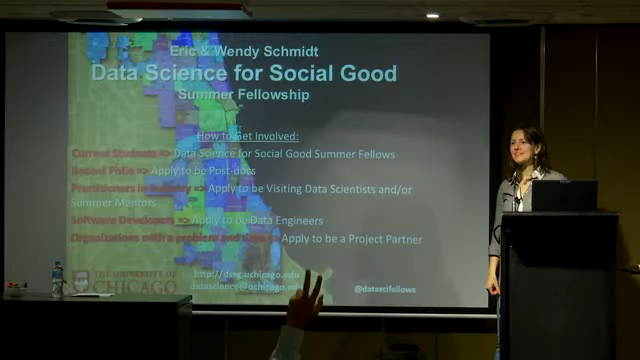 Eric & Wendy Schmidt
Data Science for Social Good
Summer Fellowship
How to Get Involved:
Current Students => Data Science for Social Good Summer Fellows
Recent PhDs => Apply to be Post-docs
Practitioners in Industry => Apply to be Visiting Data Scientists and/or
Summer Mentors
Software Developers => Apply to be Data Engineers
Organizations with a problem and data => Apply to be a Project Partner
THE UNIVERSITY OF
CHICAGO
http://dssg.uchicago.edu
datascience@uchicago.edu
@datascifellows